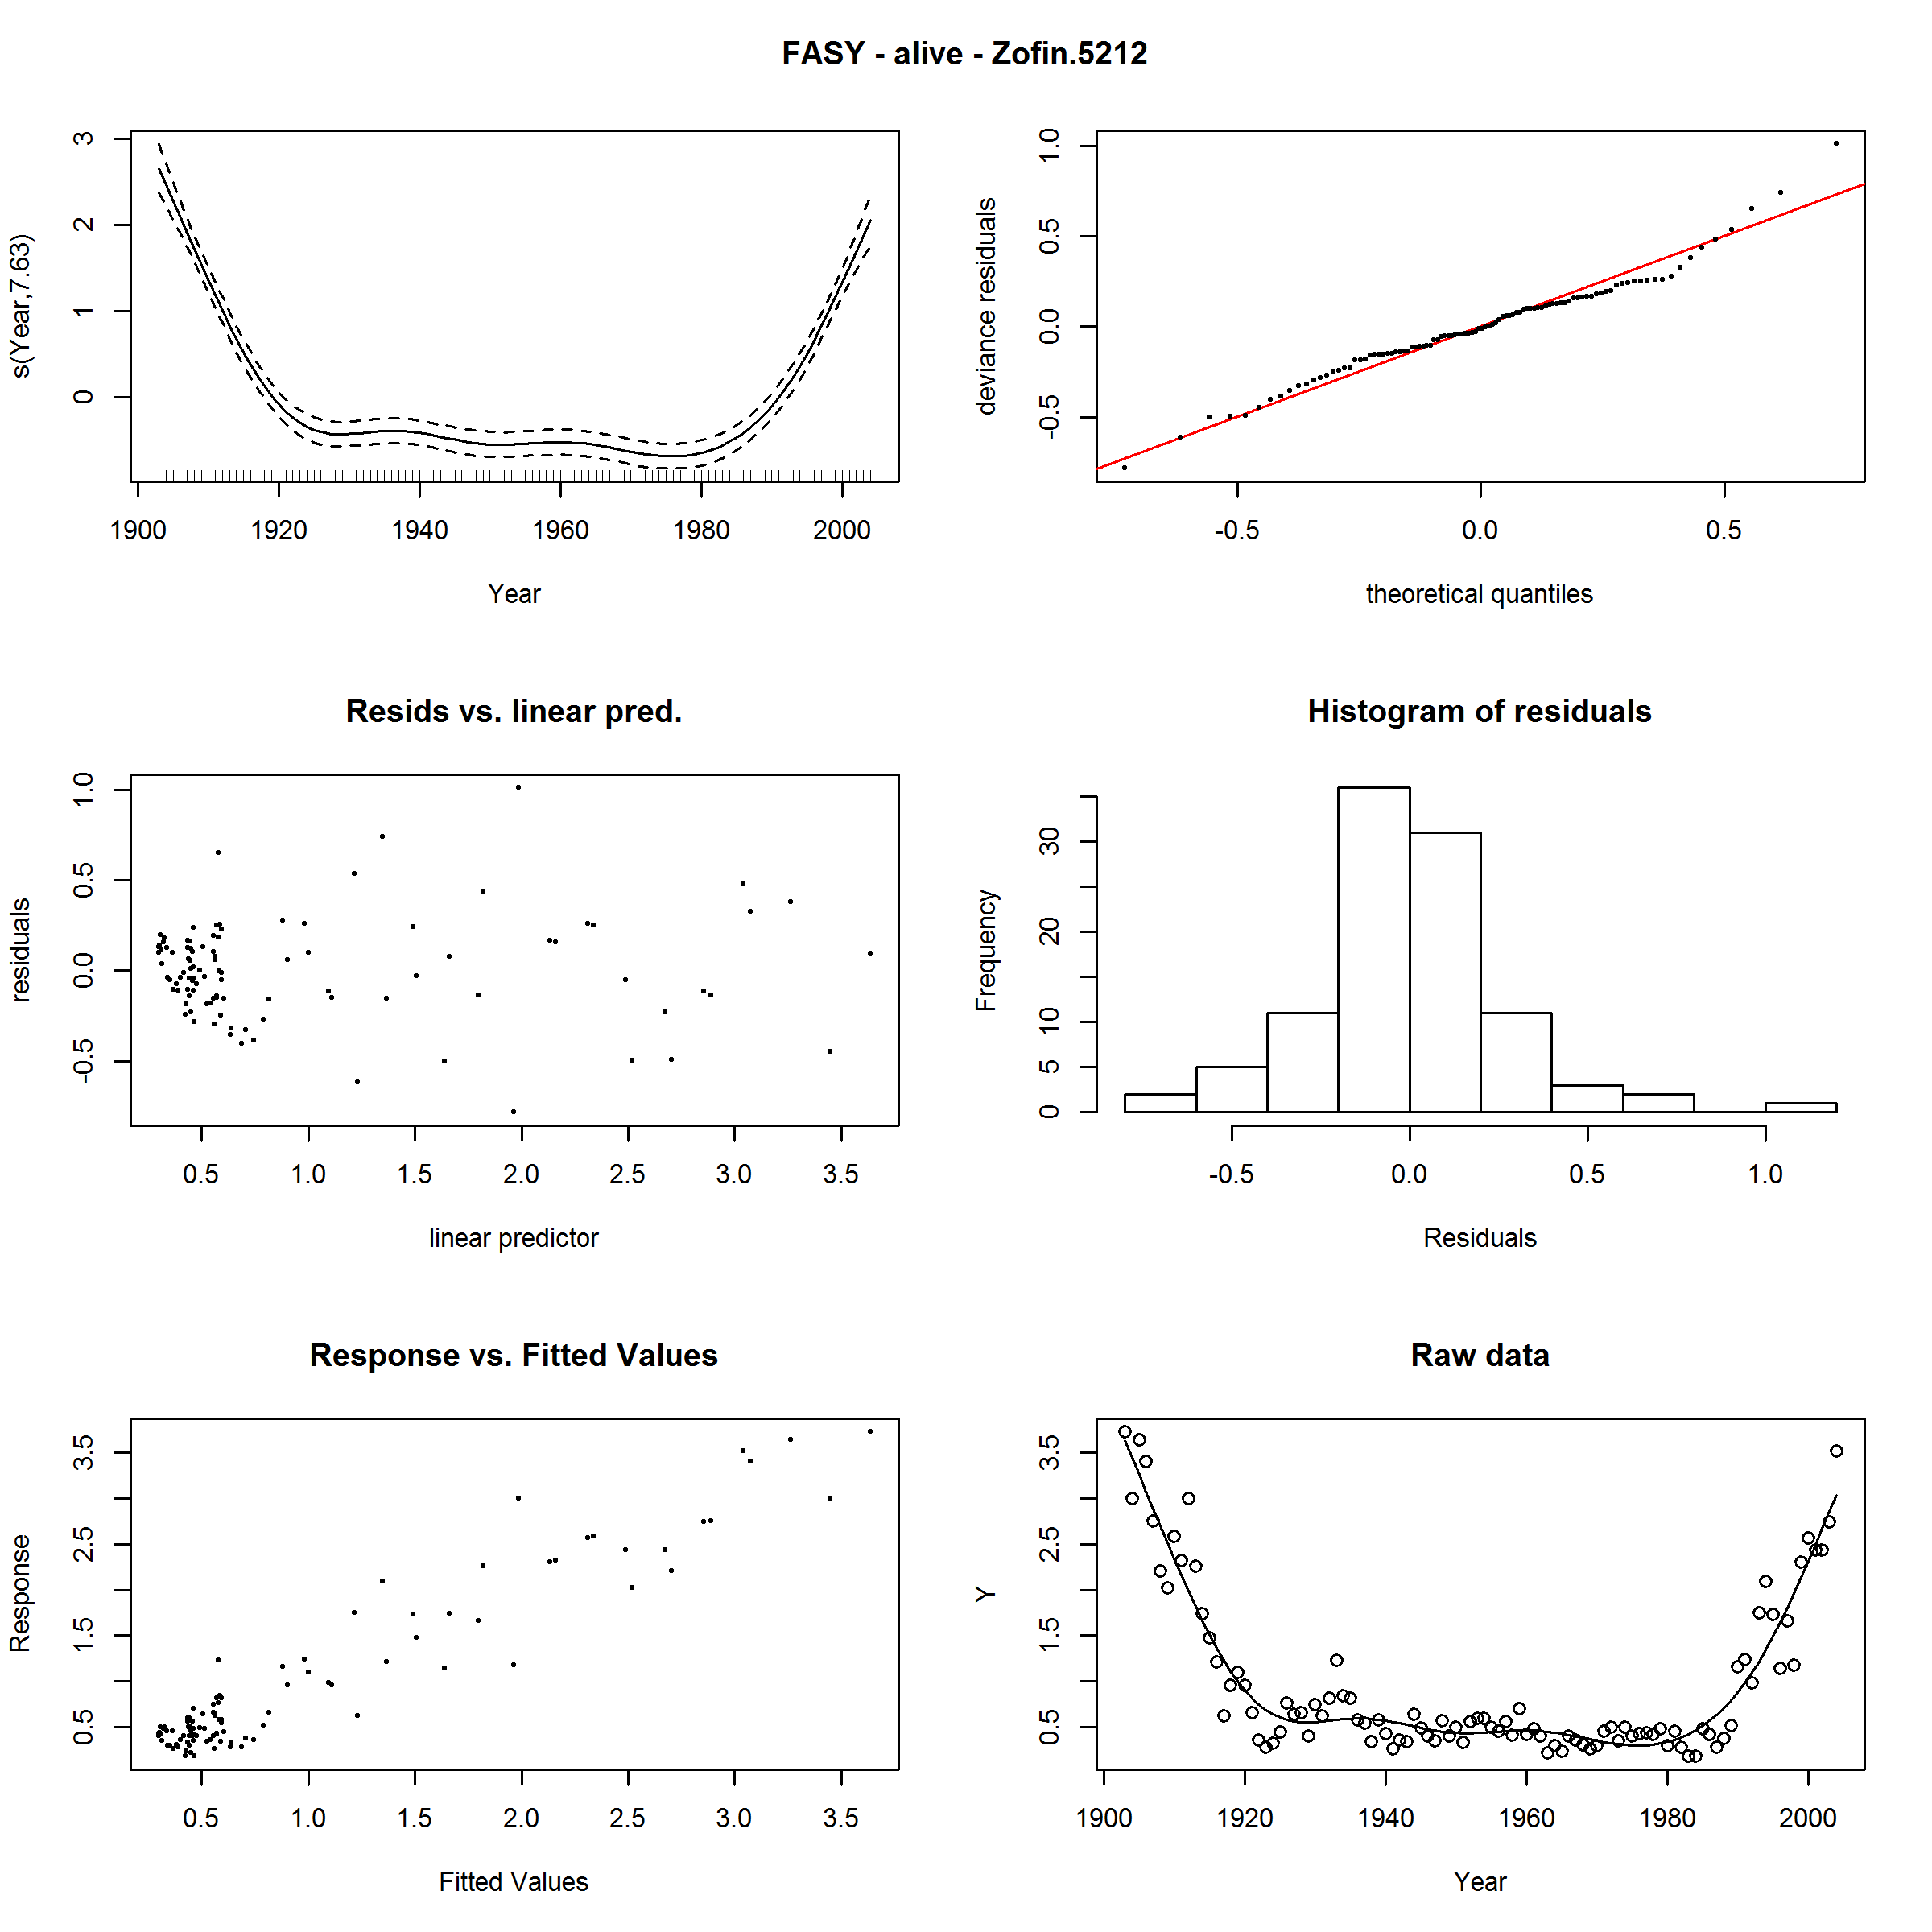 FASY - alive - Zofin.5212
s(Year,7.63)
3
2
1
0
1900 1920 1940 1960 1980 2000
Year
deviance residuals
1.0
0.5
0.0
-0.5
-0.5 0.0 0.5
theoretical quantiles
Resids vs. linear pred.
residuals
1.0
0.5
0.0
-0.5
0.5 1.0 1.5 2.0 2.5 3.0 3.5
linear predictor
Histogram of residuals
Frequency
30
20
10
5
0
-0.5 0.0 0.5 1.0
Residuals
Response vs. Fitted Values
Response
3.5
2.5
1.5
0.5
0.5 1.0 1.5 2.0 2.5 3.0 3.5
Fitted Values
Raw data
Y
3.5
2.5
1.5
0.5
1900 1920 1940 1960 1980 2000
Year